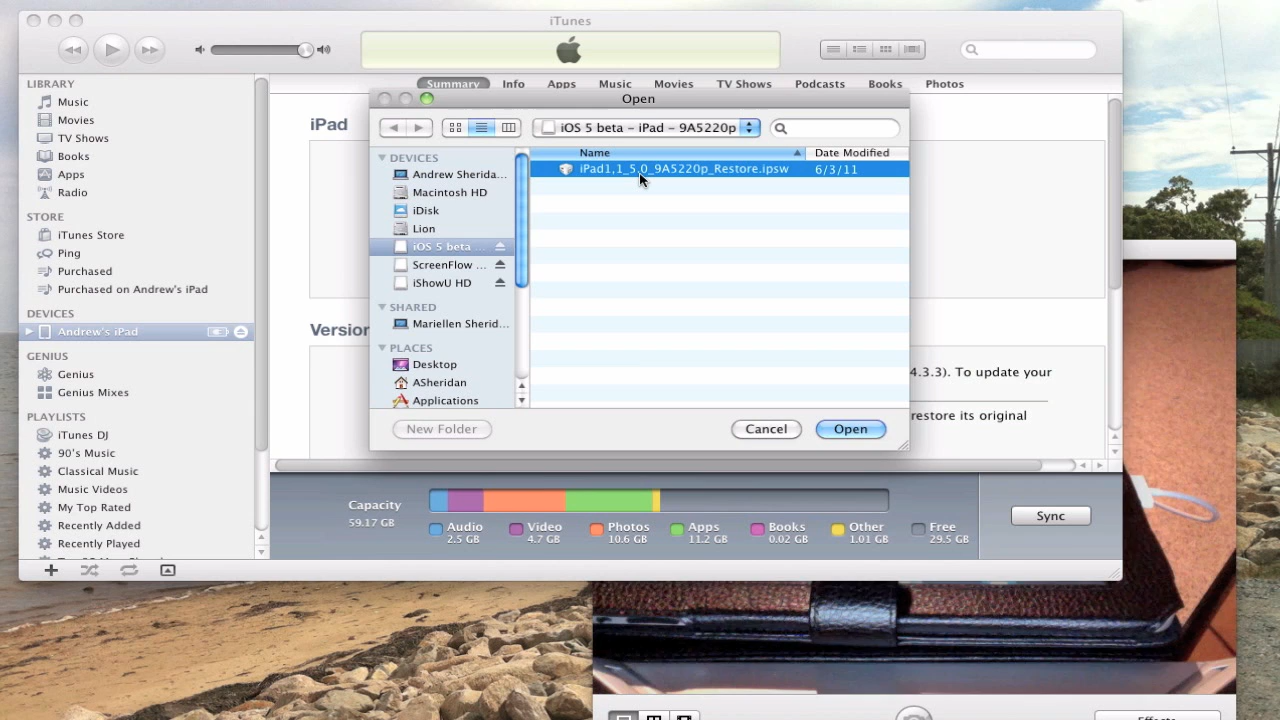 iTunes
LIBRARY
Music
Movies
TV Shows
Books
Apps
Radio
STORE
iTunes Store
Ping
Purchased
Purchased on Andrew's iPad
DEVICES
Andrew's iPad
GENIUS
Genius
Genius Mixes
PLAYLISTS
iTunes DJ
90's Music
Classical Music
Music Videos
My Top Rated
Recently Added
Recently Played
Summary Info Apps Music Movies TV Shows Podcasts Books Photos
iPad
Version
4.3.3). To update your
restore its original
Open
iOS 5 beta – iPad – 9A5220p
Name Date Modified
iPad1,1_5.0_9A5220p_Restore.ipsw 6/3/11
DEVICES
Andrew Sherida...
Macintosh HD
iDisk
Lion
iOS 5 beta ...
ScreenFlow ...
iShowU HD
SHARED
Mariellen Sherid...
PLACES
Desktop
ASheridan
Applications
New Folder Cancel Open
Capacity
59.17 GB
Audio Video Photos Apps Books Other Free
2.5 GB 4.7 GB 10.6 GB 11.2 GB 0.02 GB 1.01 GB 29.5 GB
Sync